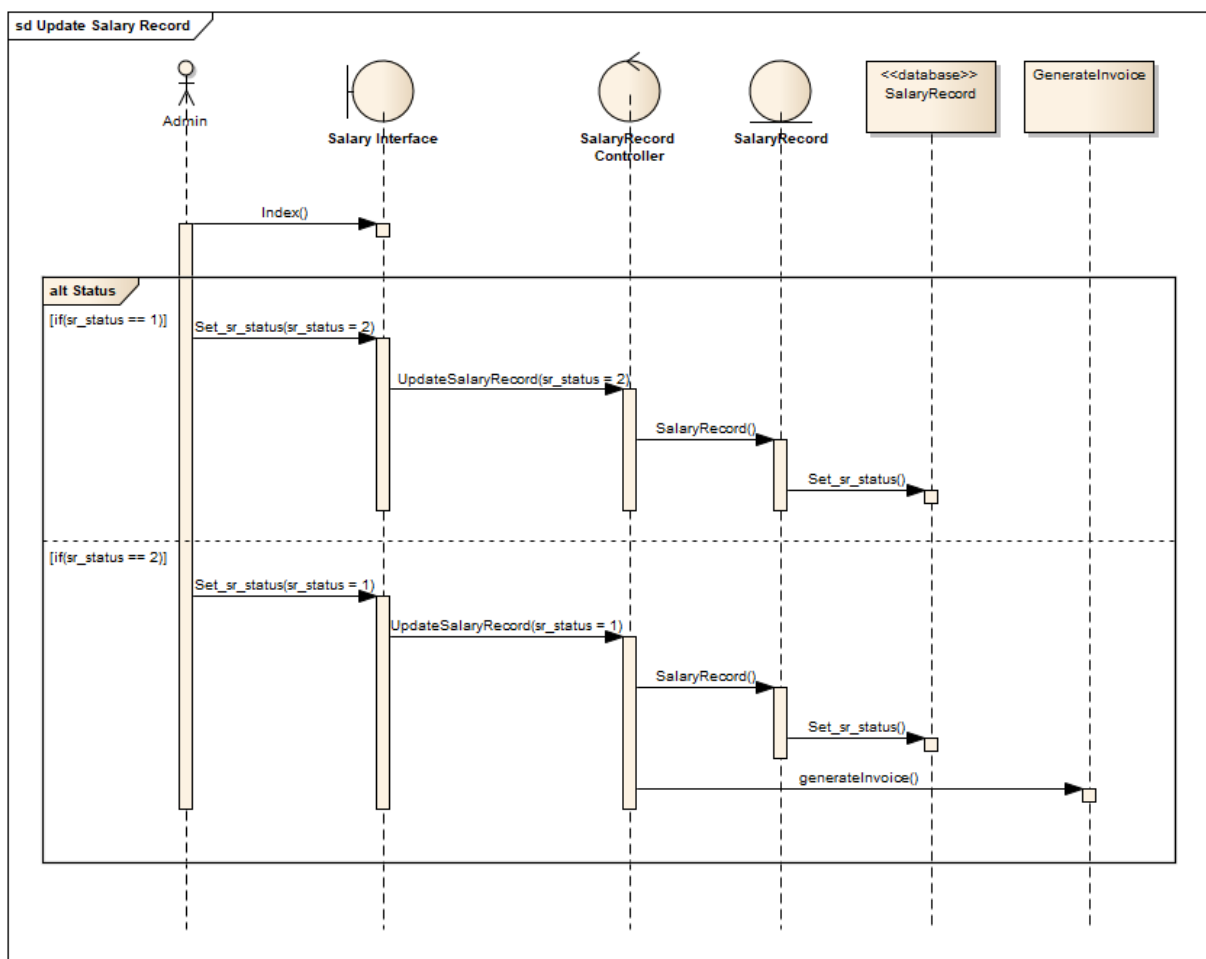 sd Update Salary Record
Admin
Salary Interface
SalaryRecord
Controller
SalaryRecord
<<database>>
SalaryRecord
GenerateInvoice
Index()
alt Status
[if(sr_status == 1)]
Set_sr_status(sr_status = 2)
UpdateSalaryRecord(sr_status = 2)
SalaryRecord()
Set_sr_status()
[if(sr_status == 2)]
Set_sr_status(sr_status = 1)
UpdateSalaryRecord(sr_status = 1)
SalaryRecord()
Set_sr_status()
generateInvoice()